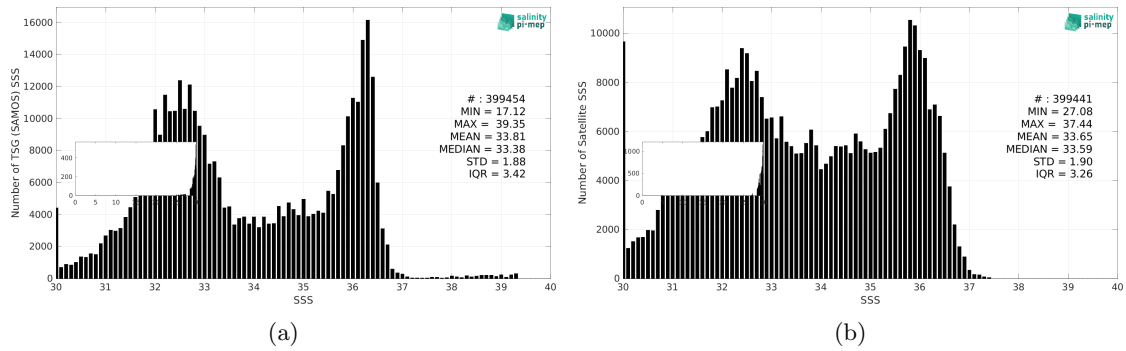 16000
14000
12000
10000
8000
6000
4000
2000
0
Number of TSG (SAMOS) SSS
salinity
pi-mep
# : 399454
MIN = 17.12
MAX = 39.35
MEAN = 33.81
MEDIAN = 33.38
STD = 1.88
IQR = 3.42
400
200
0
0 5 10
30 31 32 33 34 35 36 37 38 39 40
SSS
(a)
10000
8000
6000
4000
2000
0
Number of Satellite SSS
salinity
pi-mep
# : 399441
MIN = 27.08
MAX = 37.44
MEAN = 33.65
MEDIAN = 33.59
STD = 1.90
IQR = 3.26
1000
500
0
0 5 10
30 31 32 33 34 35 36 37 38 39 40
SSS
(b)